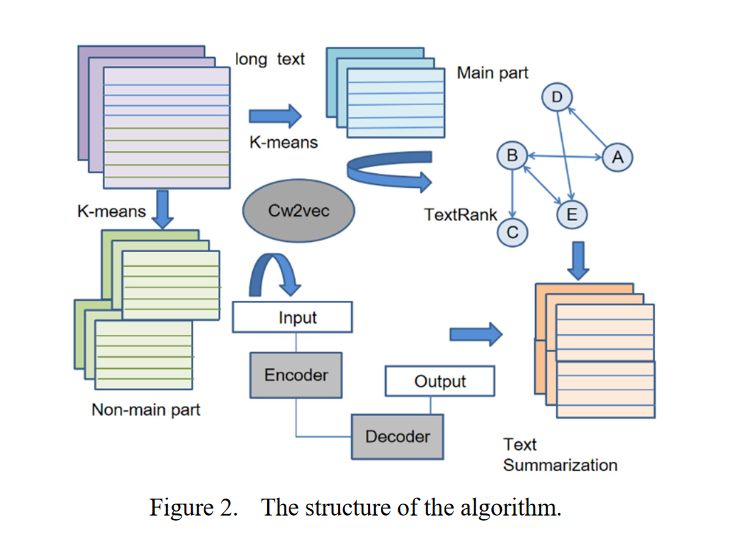 long text
Main part
K-means
D
B
A
K-means
Cw2vec
TextRank
E
C
Input
Encoder
Output
Non-main part
Decoder
Text
Summarization
Figure 2. The structure of the algorithm.